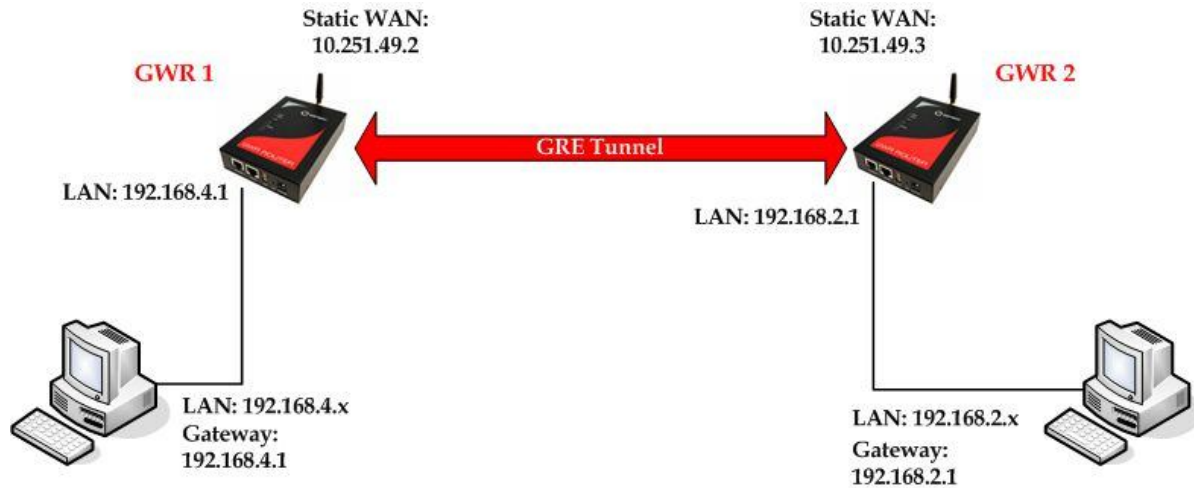 Static WAN:
10.251.49.2
Static WAN:
10.251.49.3
GWR 1
GWR 2
GRE Tunnel
LAN: 192.168.4.1
LAN: 192.168.2.1
LAN: 192.168.4.x
Gateway:
192.168.4.1
LAN: 192.168.2.x
Gateway:
192.168.2.1